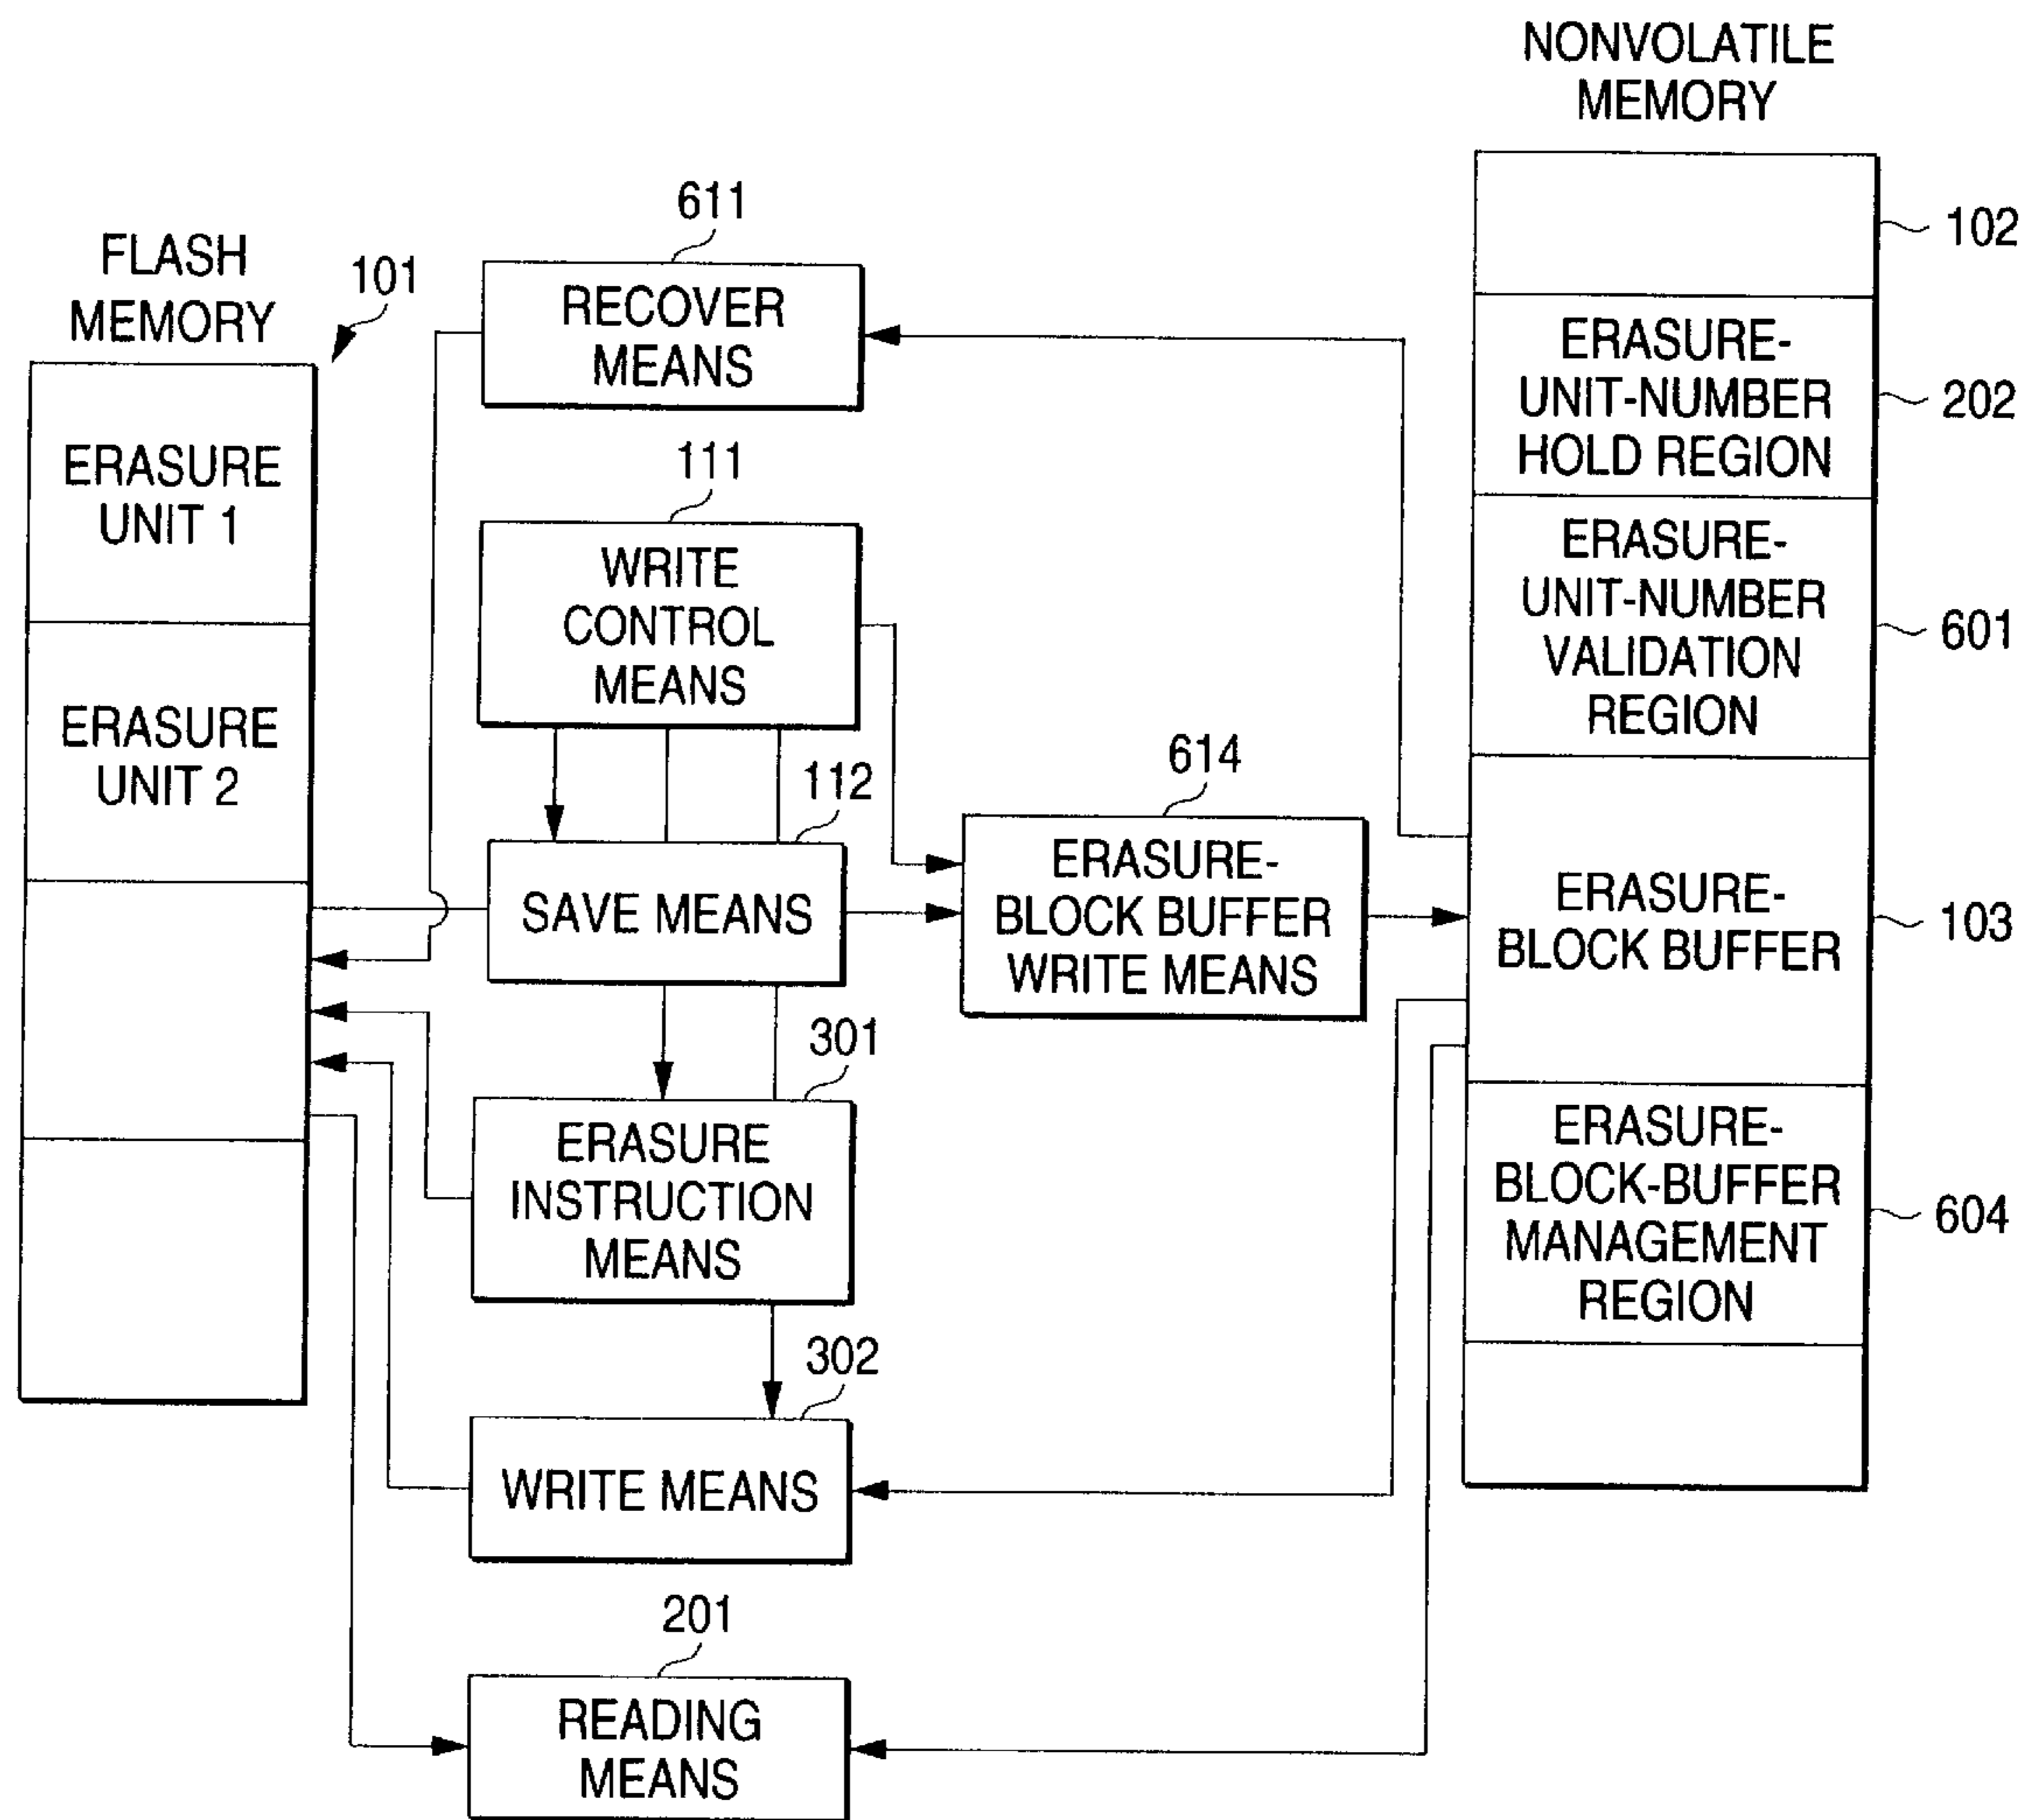 NONVOLATILE
MEMORY
102
ERASURE-
UNIT-NUMBER
HOLD REGION
202
ERASURE-
UNIT-NUMBER
VALIDATION
REGION
601
ERASURE-
BLOCK BUFFER
103
ERASURE-
BLOCK-BUFFER
MANAGEMENT
REGION
604
FLASH
MEMORY
101
ERASURE
UNIT 1
ERASURE
UNIT 2
611
RECOVER
MEANS
111
WRITE
CONTROL
MEANS
112
SAVE MEANS
614
ERASURE-
BLOCK BUFFER
WRITE MEANS
301
ERASURE
INSTRUCTION
MEANS
302
WRITE MEANS
201
READING
MEANS